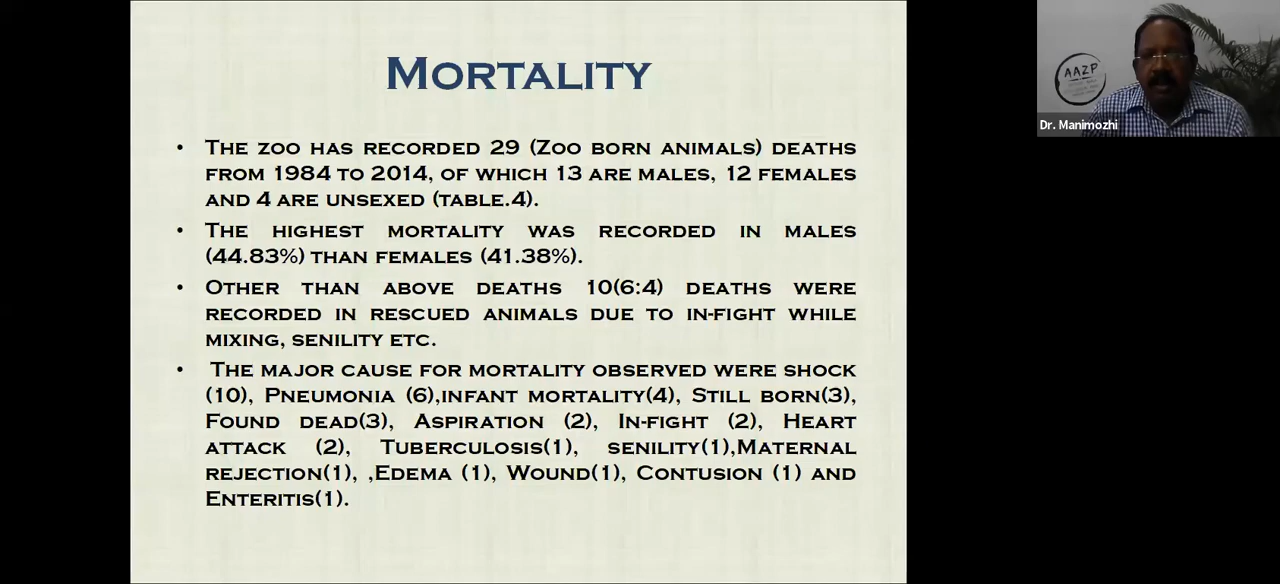 MORTALITY
• THE ZOO HAS RECORDED 29 (ZOO BORN ANIMALS) DEATHS
FROM 1984 TO 2014, OF WHICH 13 ARE MALES, 12 FEMALES
AND 4 ARE UNSEXED (TABLE.4).
• THE HIGHEST MORTALITY WAS RECORDED IN MALES
(44.83%) THAN FEMALES (41.38%).
• OTHER THAN ABOVE DEATHS 10(6:4) DEATHS WERE
RECORDED IN RESCUED ANIMALS DUE TO IN-FIGHT WHILE
MIXING, SENILITY ETC.
• THE MAJOR CAUSE FOR MORTALITY OBSERVED WERE SHOCK
(10), PNEUMONIA (6),INFANT MORTALITY(4), STILL BORN(3),
FOUND DEAD(3), ASPIRATION (2), IN-FIGHT (2), HEART
ATTACK (2), TUBERCULOSIS(1), SENILITY(1),MATERNAL
REJECTION(1), ,EDEMA (1), WOUND(1), CONTUSION (1) AND
ENTERITIS(1).
AAZP
Dr. Manimozhi